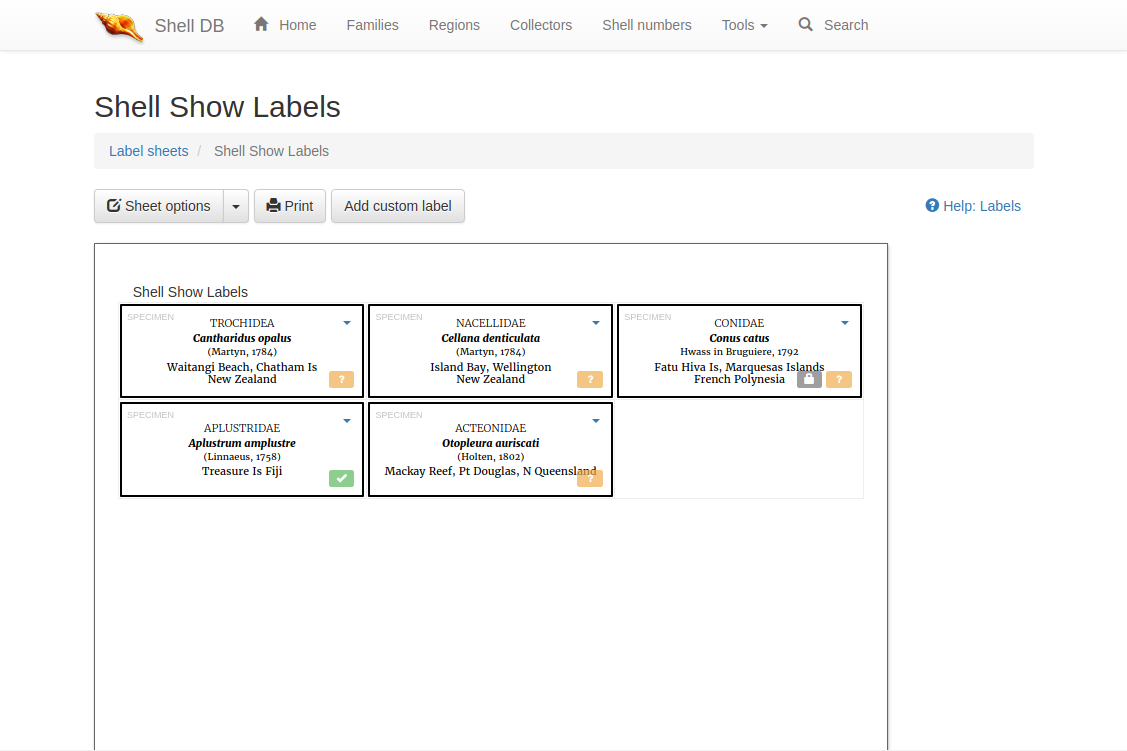 Shell DB Home Families Regions Collectors Shell numbers Tools Search
Shell Show Labels
Label sheets / Shell Show Labels
Sheet options Print Add custom label Help: Labels
Shell Show Labels
SPECIMEN
TROCHIDEA
Cantharidus opalus
(Martyn, 1784)
Waitangi Beach, Chatham Is
New Zealand
?
SPECIMEN
NACELLIDAE
Cellana denticulata
(Martyn, 1784)
Island Bay, Wellington
New Zealand
?
SPECIMEN
CONIDAE
Conus catus
Hwass in Bruguiere, 1792
Fatu Hiva Is, Marquesas Islands
French Polynesia
?
SPECIMEN
APLUSTRIDAE
Aplustrum amplustre
(Linnaeus, 1758)
Treasure Is Fiji
SPECIMEN
ACTEONIDAE
Otopleura auriscati
(Holten, 1802)
Mackay Reef, Pt Douglas, N Queensland
?